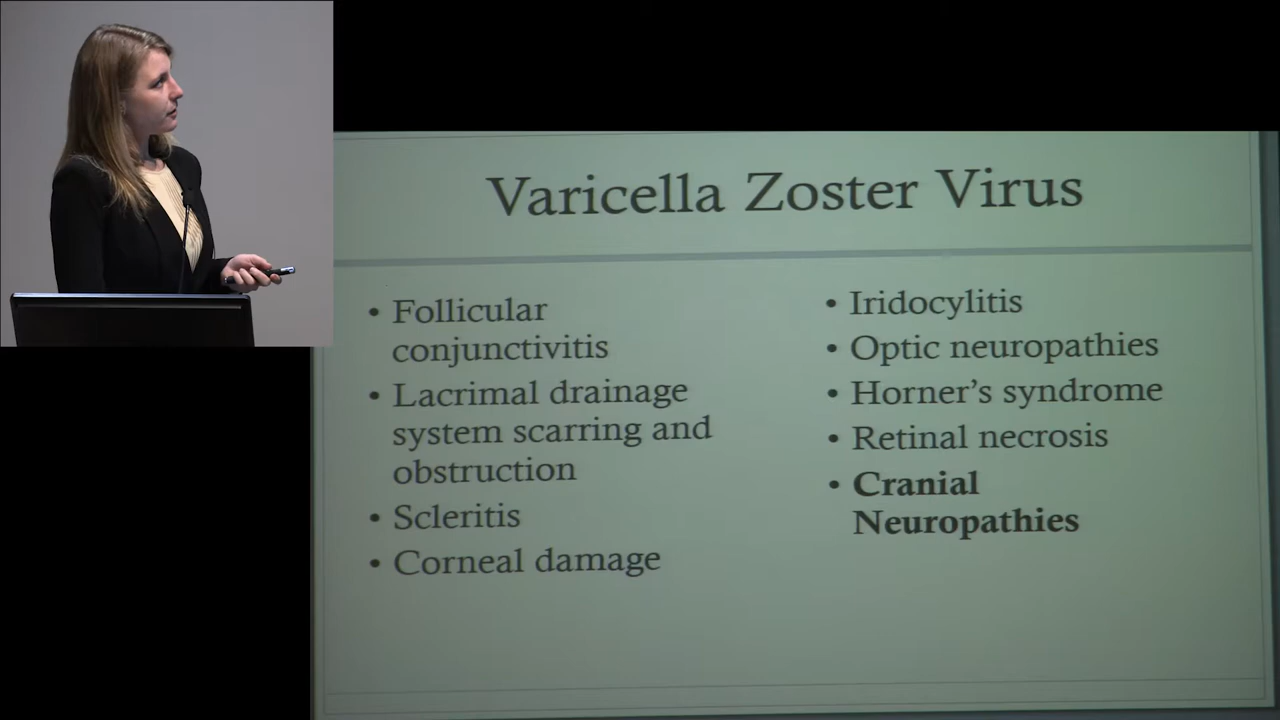 Varicella Zoster Virus
• Follicular
conjunctivitis
• Lacrimal drainage
system scarring and
obstruction
• Scleritis
• Corneal damage
• Iridocylitis
• Optic neuropathies
• Horner's syndrome
• Retinal necrosis
• Cranial
Neuropathies